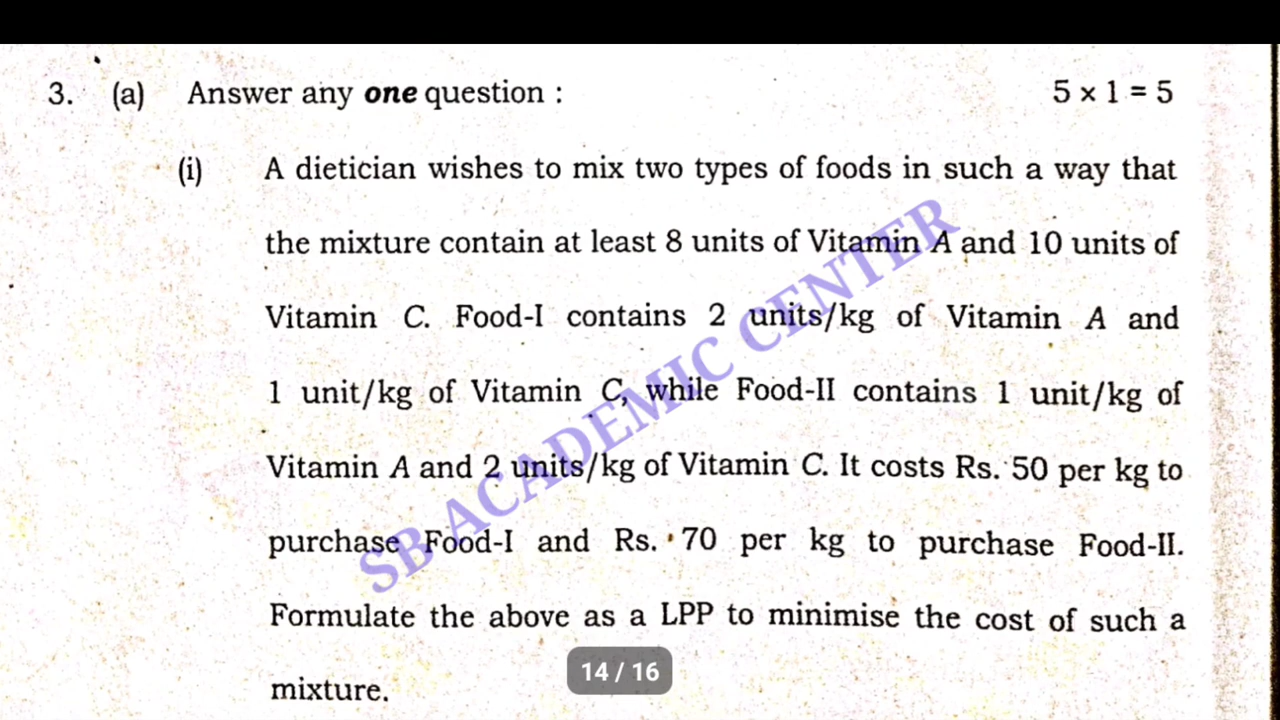 3. (a) Answer any one question : 5 x 1 = 5
(i) A dietician wishes to mix two types of foods in such a way that
the mixture contain at least 8 units of Vitamin A and 10 units of
Vitamin C. Food-I contains 2 units/kg of Vitamin A and
1 unit/kg of Vitamin C, while Food-II contains 1 unit/kg of
Vitamin A and 2 units/kg of Vitamin C. It costs Rs. 50 per kg to
purchase Food-I and Rs. 70 per kg to purchase Food-II.
Formulate the above as a LPP to minimise the cost of such a
mixture.
14 / 16
SB ACADEMIC CENTER